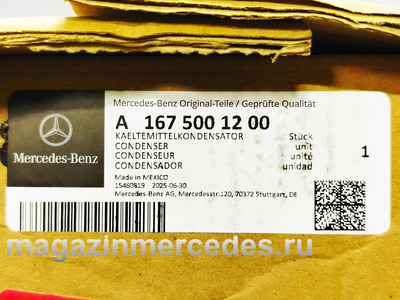 Mercedes-Benz Original-Teile / Geprüfte Qualität
A 167 500 12 00
KAELTEMITTELKONDENSATOR Stück
CONDENSER unit
CONDENSEUR unité
CONDENSADOR unidad
1
Made in MEXICO
15460819 2025-06-30
Mercedes-Benz AG, Mercedesstr.120, 70372 Stuttgart, DE
Mercedes-Benz
magazinmercedes.ru